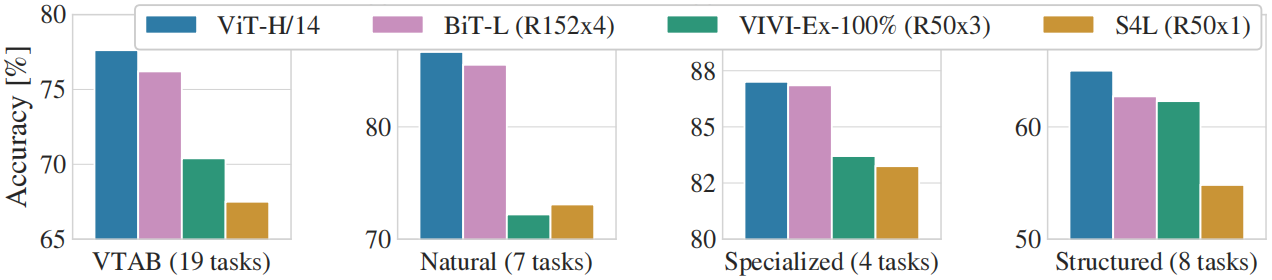 ViT-H/14 BiT-L (R152x4) VIVI-Ex-100% (R50x3) S4L (R50x1)
Accuracy [%]
80
75
70
65
VTAB (19 tasks)
80
70
Natural (7 tasks)
88
85
82
80
Specialized (4 tasks)
60
50
Structured (8 tasks)